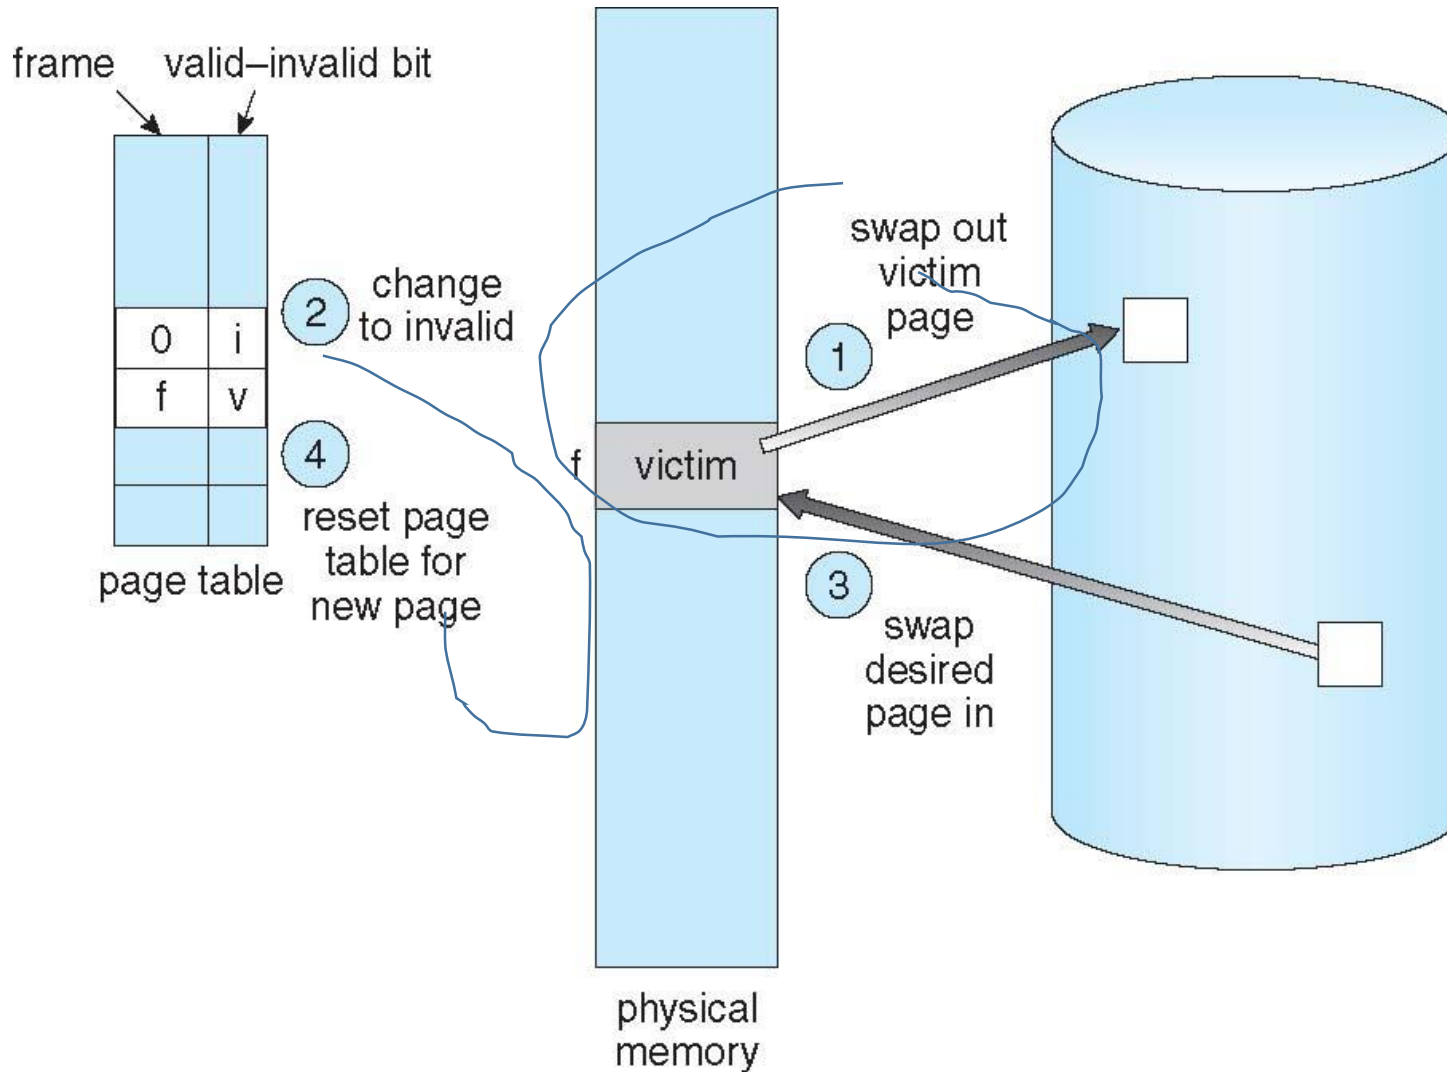 frame
valid–invalid bit
0
i
f
v
page table
2
change
to invalid
4
reset page
table for
new page
f
victim
physical
memory
swap out
victim
page
1
3
swap
desired
page in